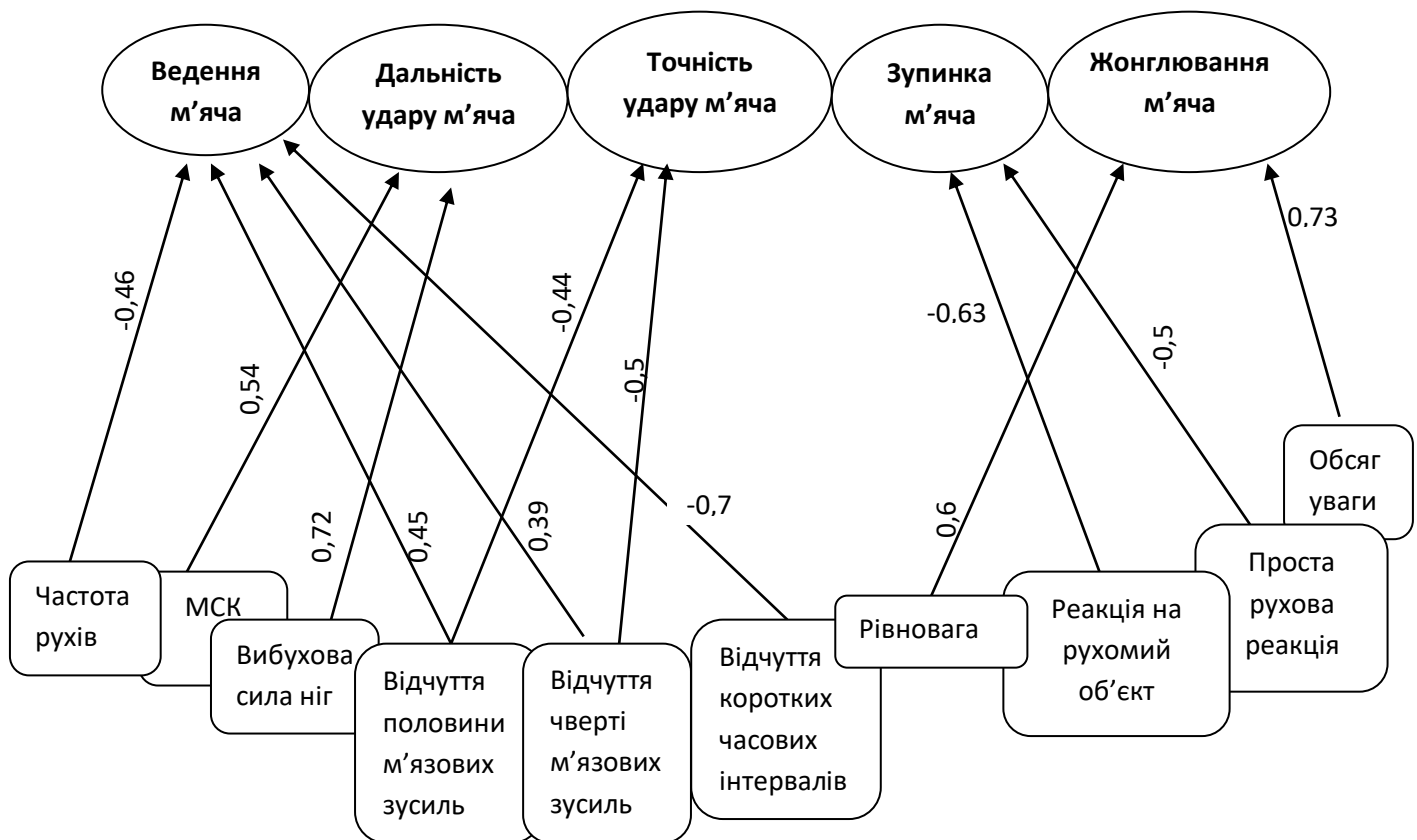 Ведення
м’яча
Дальність
удару м’яча
Точність
удару м’яча
Зупинка
м’яча
Жонглювання
м’яча
-0,46
0,54
0,72
0,45
-0,44
0,39
-0,5
-0,7
0,6
-0,63
-0,5
0,73
Частота
рухів
МСК
Вибухова
сила ніг
Відчуття
половини
м’язових
зусиль
Відчуття
чверті
м’язових
зусиль
Відчуття
коротких
часових
інтервалів
Рівновага
Реакція на
рухомий
об’єкт
Проста
рухова
реакція
Обсяг
уваги